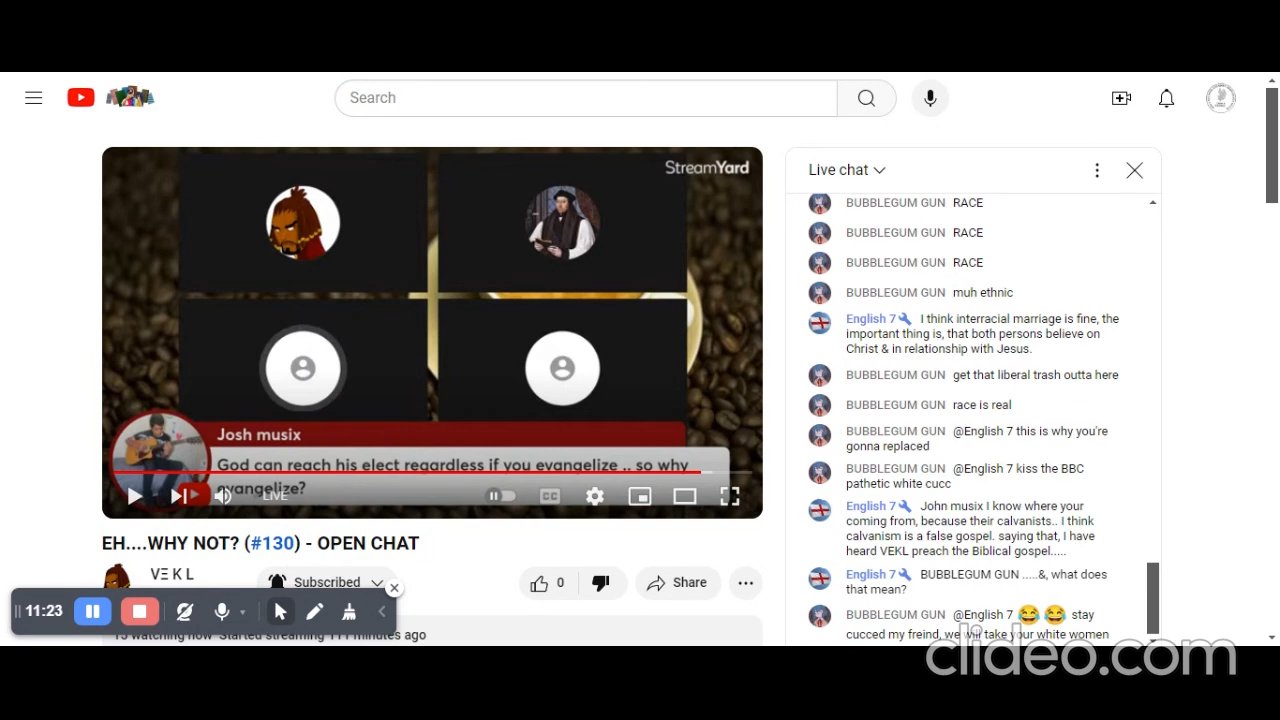 Search
StreamYard
Josh musix
God can reach his elect regardless if you evangelize .. so why
evangelize?
LIVE
CC
EH....WHY NOT? (#130) - OPEN CHAT
VΞKL
Subscribed
0
Share
11:23
watching now Started streaming 111 minutes ago
Live chat
BUBBLEGUM GUN RACE
BUBBLEGUM GUN RACE
BUBBLEGUM GUN RACE
BUBBLEGUM GUN muh ethnic
English 7 I think interracial marriage is fine, the
important thing is, that both persons believe on
Christ & in relationship with Jesus.
BUBBLEGUM GUN get that liberal trash outta here
BUBBLEGUM GUN race is real
BUBBLEGUM GUN @English 7 this is why you're
gonna replaced
BUBBLEGUM GUN @English 7 kiss the BBC
pathetic white cucc
English 7 John musix I know where your
coming from, because their calvanists.. I think
calvanism is a false gospel. saying that, I have
heard VEKL preach the Biblical gospel.....
English 7 BUBBLEGUM GUN .....&, what does
that mean?
BUBBLEGUM GUN @English 7 😂 😂 stay
cucced my freind, we will take your white women
clideo.com